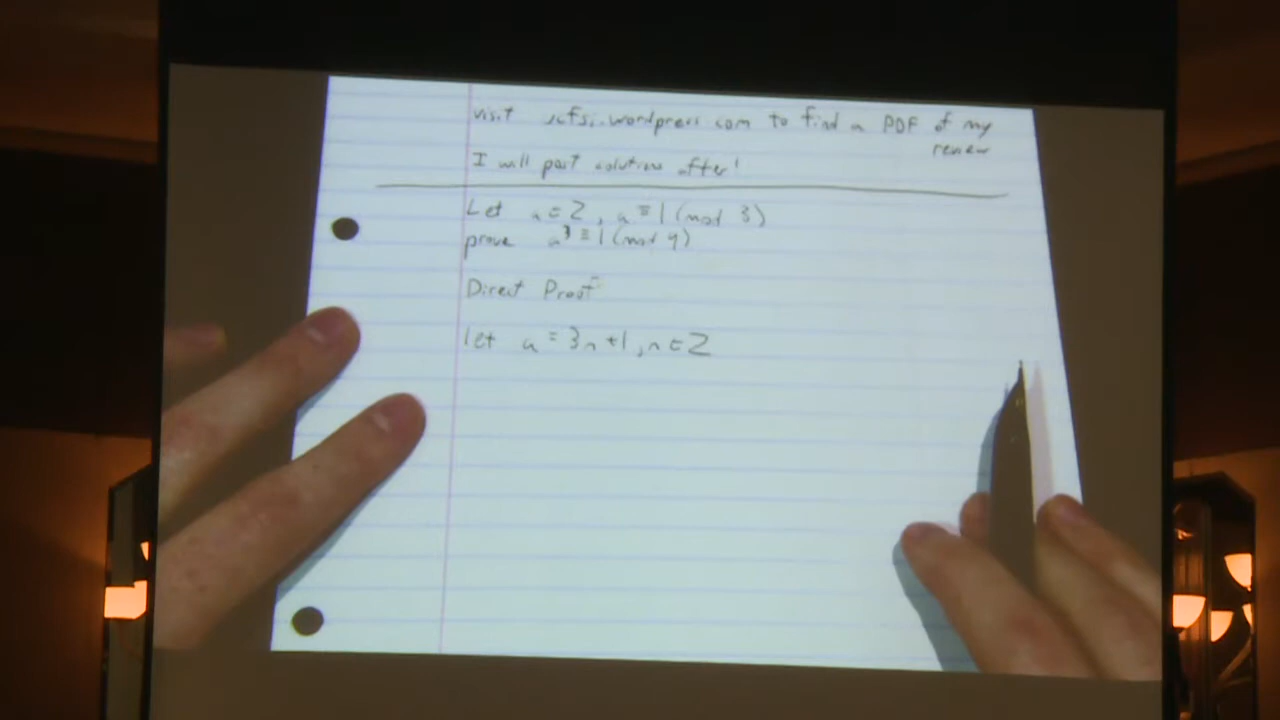 visit .wordpress.com to find a PDF of my
review
I will post solutions after!
Let a ∈ Z, a ≡ 1 (mod 3)
prove a³ ≡ 1 (mod 9)
Direct Proof
let a = 3n + 1, n ∈ Z